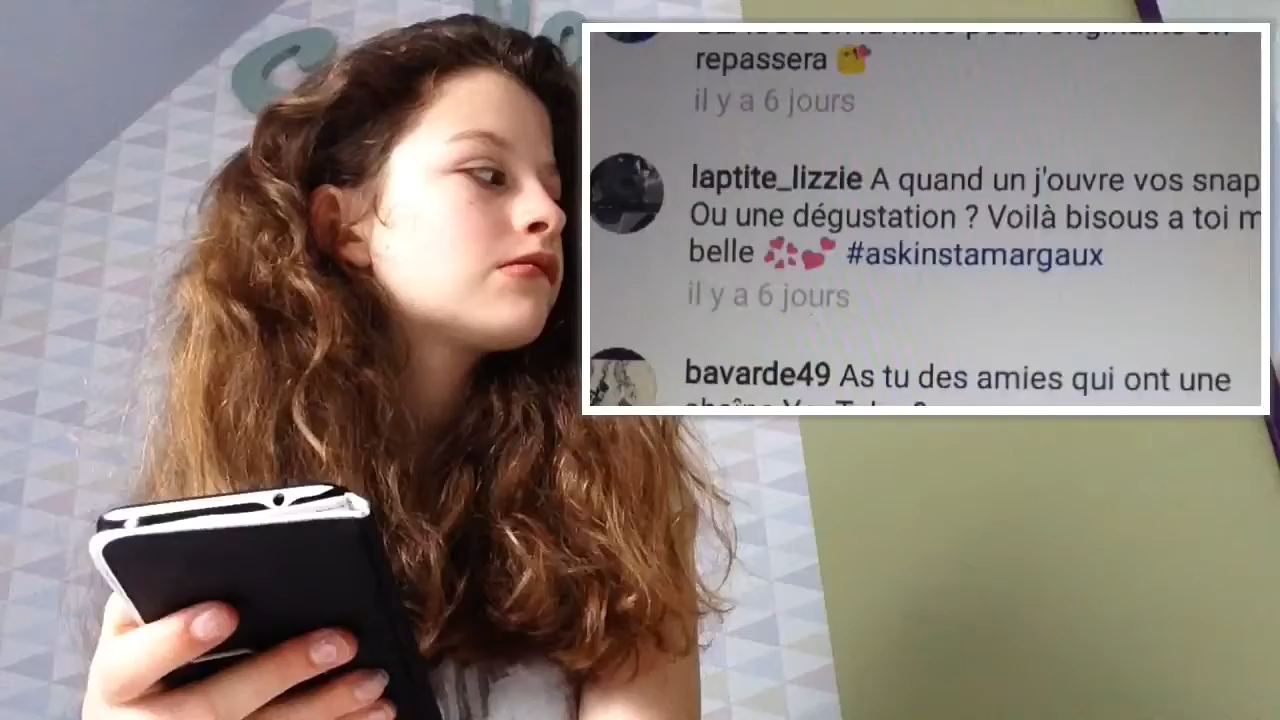 repassera
il y a 6 jours
laptite_lizzie A quand un j'ouvre vos snap
Ou une dégustation ? Voilà bisous a toi m
belle 💞💕 #askinstamargaux
il y a 6 jours
bavarde49 As tu des amies qui ont une